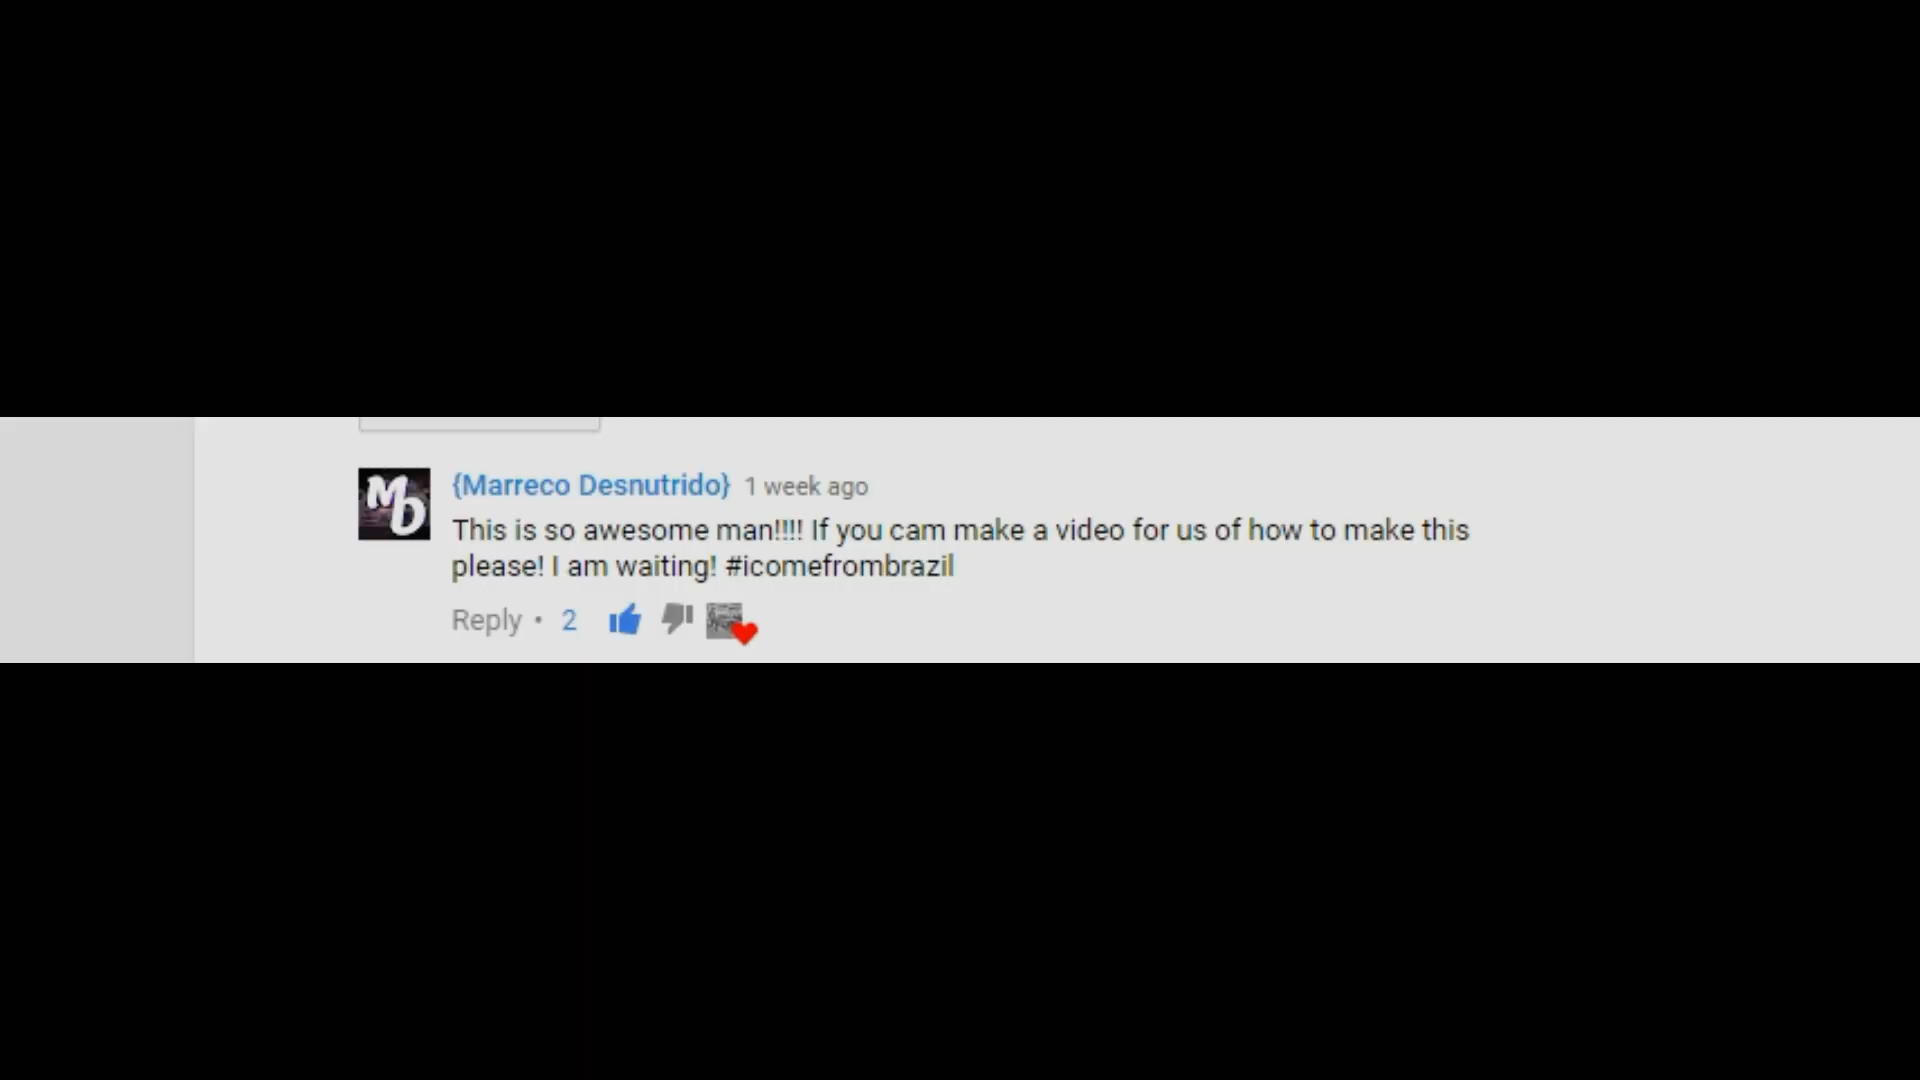 MD
{Marreco Desnutrido} 1 week ago
This is so awesome man!!!! If you cam make a video for us of how to make this
please! I am waiting! #icomefrombrazil
Reply • 2